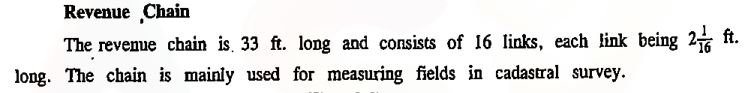 Revenue Chain
The revenue chain is 33 ft. long and consists of 16 links, each link being 2 1/16 ft.
long. The chain is mainly used for measuring fields in cadastral survey.